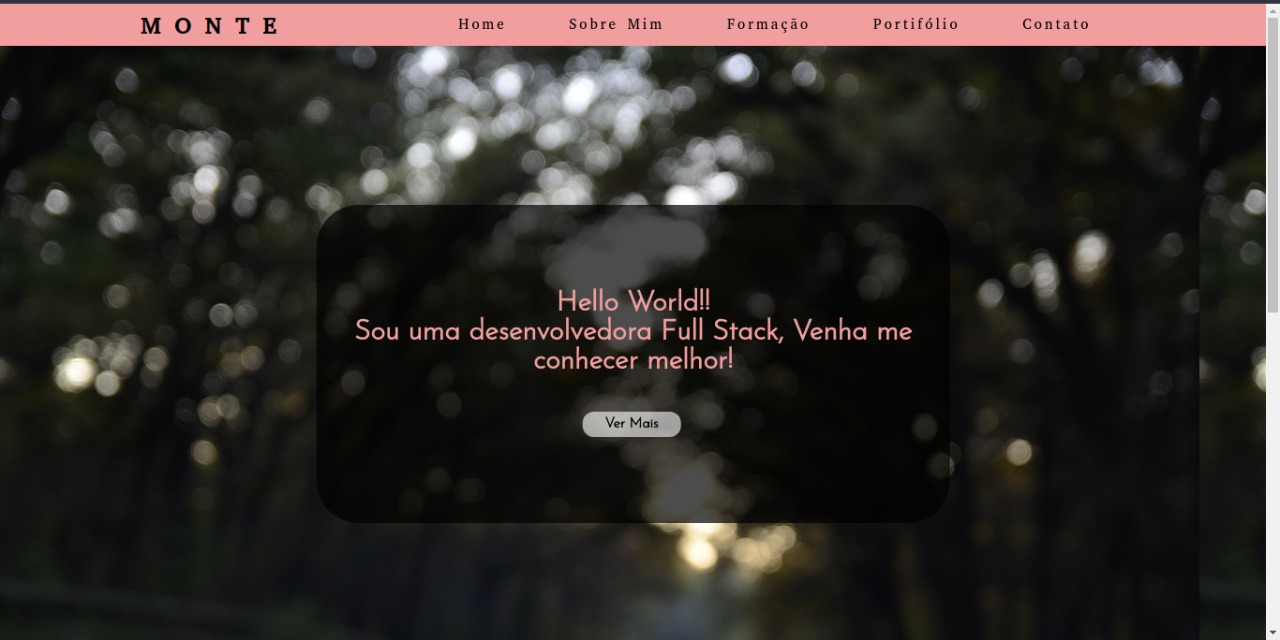 MONTE
Home Sobre Mim Formação Portifólio Contato
Hello World!!
Sou uma desenvolvedora Full Stack, Venha me
conhecer melhor!
Ver Mais